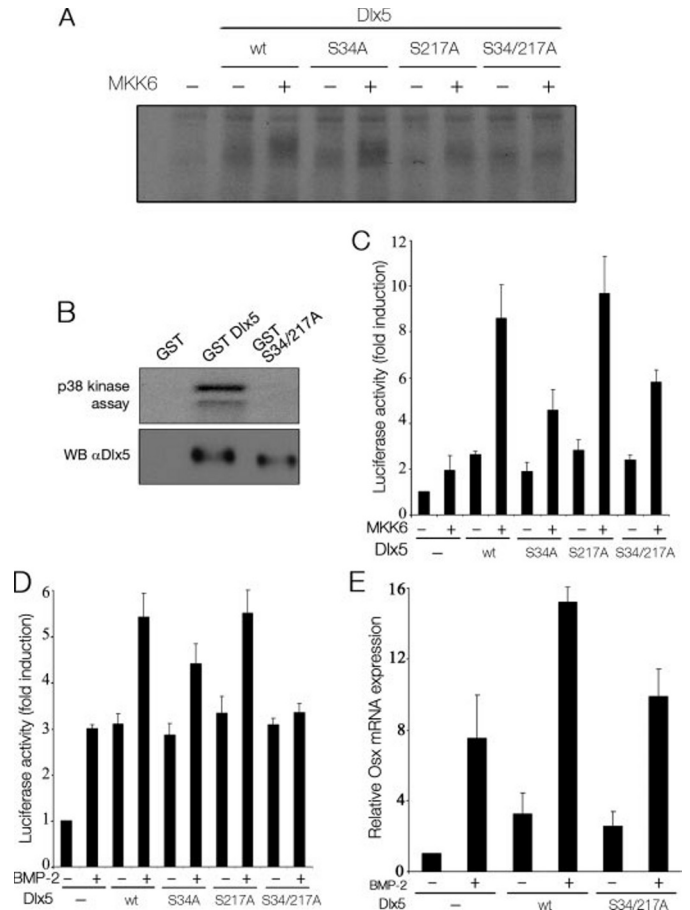 A
Dlx5
wt S34A S217A S34/217A
MKK6 – – + – + – + – +
B
GST GST Dlx5 GST S34/217A
p38 kinase
assay
WB αDlx5
C
Luciferase activity (fold induction)
12
10
8
6
4
2
0
MKK6 – + – + – + – + – +
Dlx5 – wt S34A S217A S34/217A
D
Luciferase activity (fold induction)
6
5
4
3
2
1
0
BMP-2 – + – + – + – + – +
Dlx5 – wt S34A S217A S34/217A
E
Relative Osx mRNA expression
16
12
8
4
0
BMP-2 – + – + – +
Dlx5 – wt S34/217A